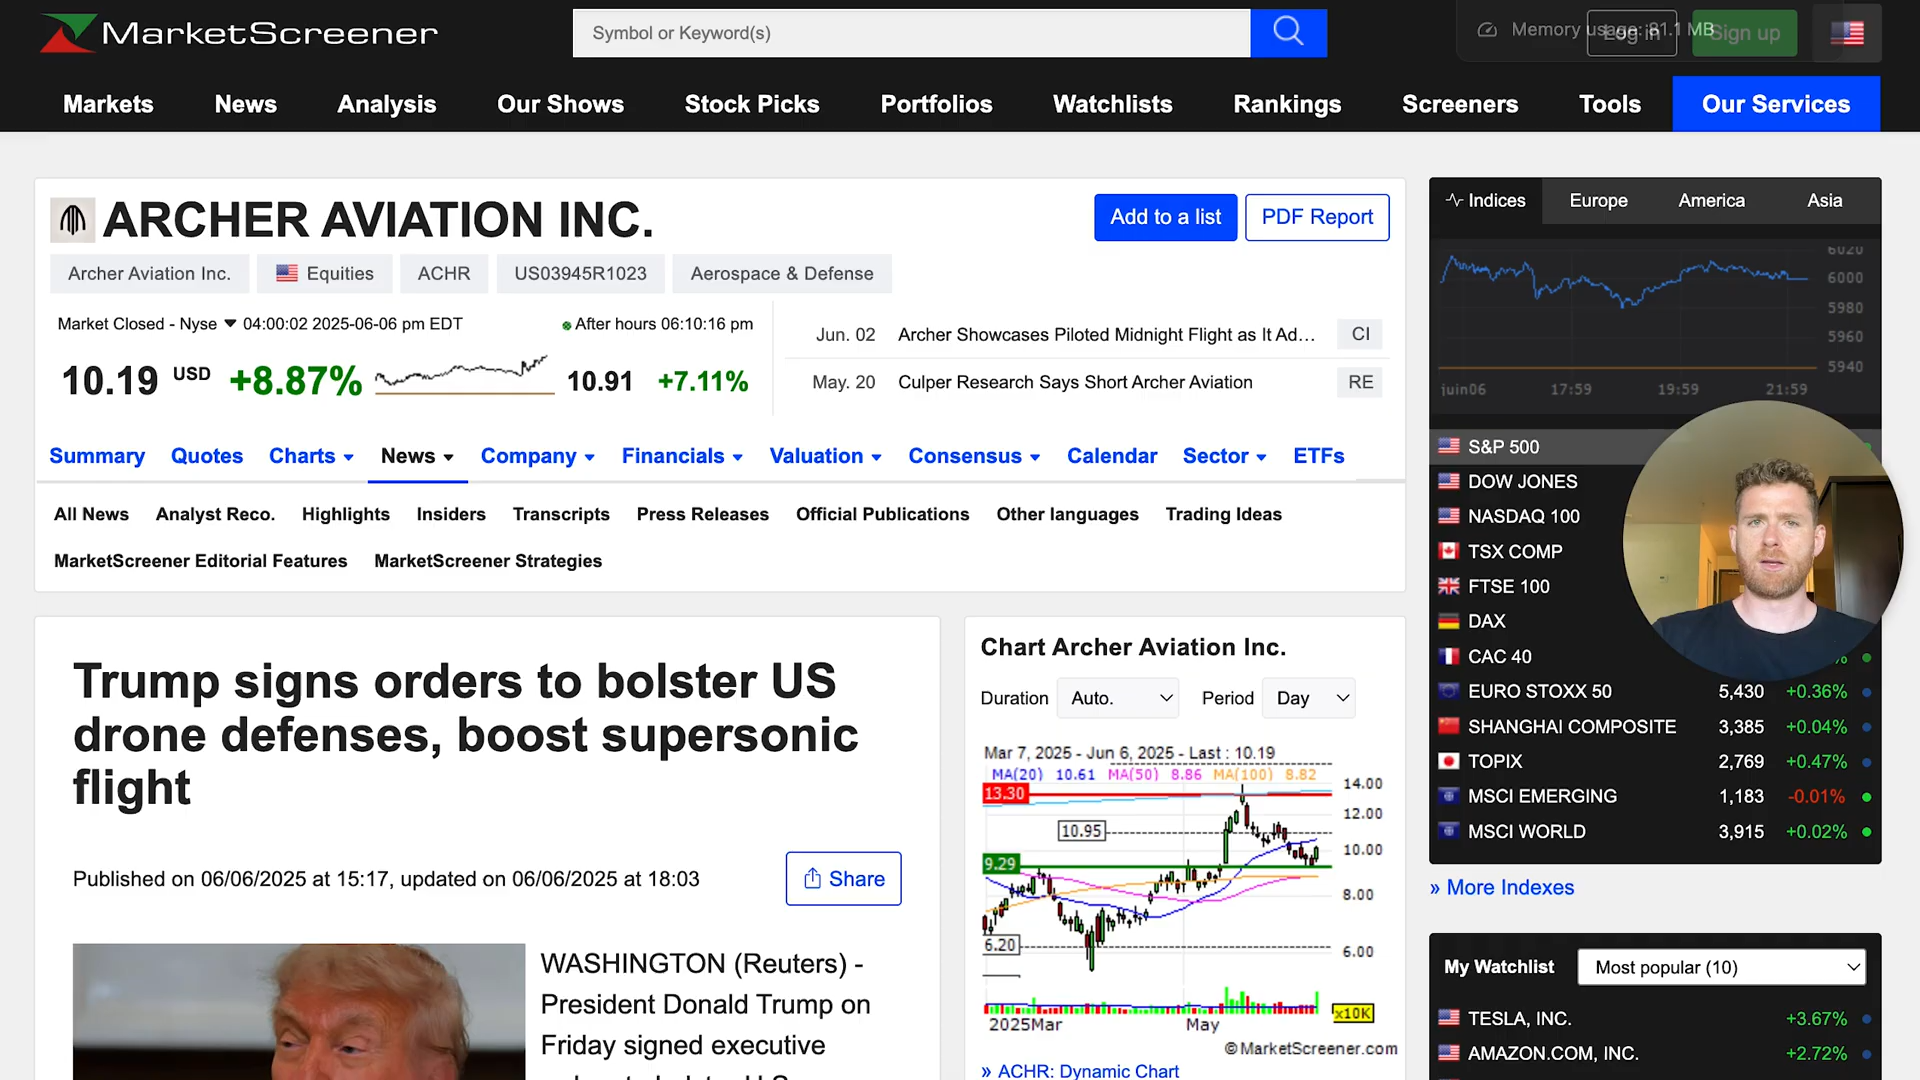 MarketScreener
Symbol or Keyword(s)
Memory usage: 81.1 MB
Log in
Sign up
Markets News Analysis Our Shows Stock Picks Portfolios Watchlists Rankings Screeners Tools Our Services
ARCHER AVIATION INC.
Add to a list PDF Report
Archer Aviation Inc. Equities ACHR US03945R1023 Aerospace & Defense
Market Closed - Nyse 04:00:02 2025-06-06 pm EDT After hours 06:10:16 pm
10.19 USD +8.87% 10.91 +7.11%
Jun. 02 Archer Showcases Piloted Midnight Flight as It Ad... CI
May. 20 Culper Research Says Short Archer Aviation RE
Summary Quotes Charts News Company Financials Valuation Consensus Calendar Sector ETFs
All News Analyst Reco. Highlights Insiders Transcripts Press Releases Official Publications Other languages Trading Ideas
MarketScreener Editorial Features MarketScreener Strategies
Trump signs orders to bolster US
drone defenses, boost supersonic
flight
Published on 06/06/2025 at 15:17, updated on 06/06/2025 at 18:03
Share
WASHINGTON (Reuters) -
President Donald Trump on
Friday signed executive
Chart Archer Aviation Inc.
Duration Auto. Period Day
Mar 7, 2025 - Jun 6, 2025 - Last : 10.19
MA(20) 10.61 MA(50) 8.86 MA(100) 8.82
14.00
13.30
12.00
10.95
10.00
9.29
8.00
6.20
6.00
x10K
2025Mar May
©MarketScreener.com
» ACHR: Dynamic Chart
Indices Europe America Asia
6020
6000
5980
5960
5940
juin06 17:59 19:59 21:59
S&P 500
DOW JONES
NASDAQ 100
TSX COMP
FTSE 100
DAX
CAC 40
EURO STOXX 50 5,430 +0.36%
SHANGHAI COMPOSITE 3,385 +0.04%
TOPIX 2,769 +0.47%
MSCI EMERGING 1,183 -0.01%
MSCI WORLD 3,915 +0.02%
» More Indexes
My Watchlist Most popular (10)
TESLA, INC. +3.67%
AMAZON.COM, INC. +2.72%